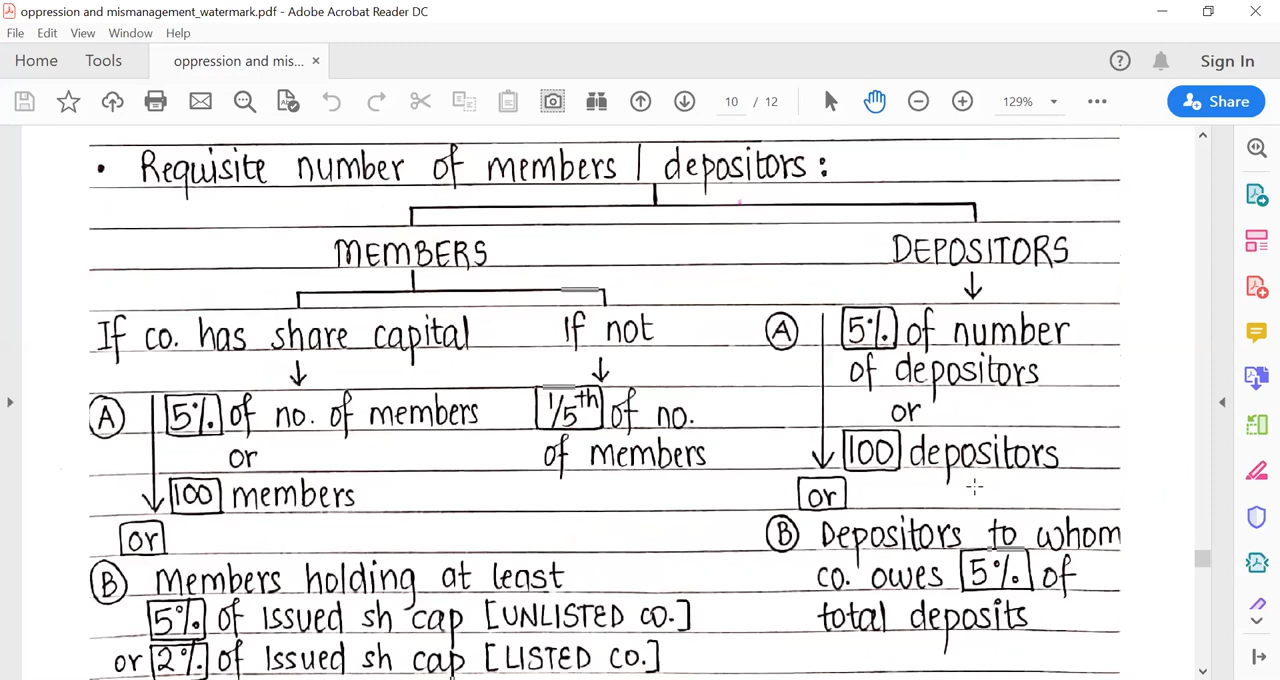 oppression and mismanagement_watermark.pdf - Adobe Acrobat Reader DC
File Edit View Window Help
Home Tools oppression and mis... × Sign In
10 / 12 129% Share
• Requisite number of members / depositors :
MEMBERS DEPOSITORS
If co. has share capital If not
Ⓐ 5% of number
of depositors
or
100 depositors
Ⓐ 5% of no. of members 1/5th of no.
or of members
100 members
or
or
Ⓑ Depositors to whom
co. owes 5% of
total deposits
Ⓑ Members holding at least
5% of Issued sh cap [UNLISTED CO.]
or 2% of Issued sh cap [LISTED CO.]